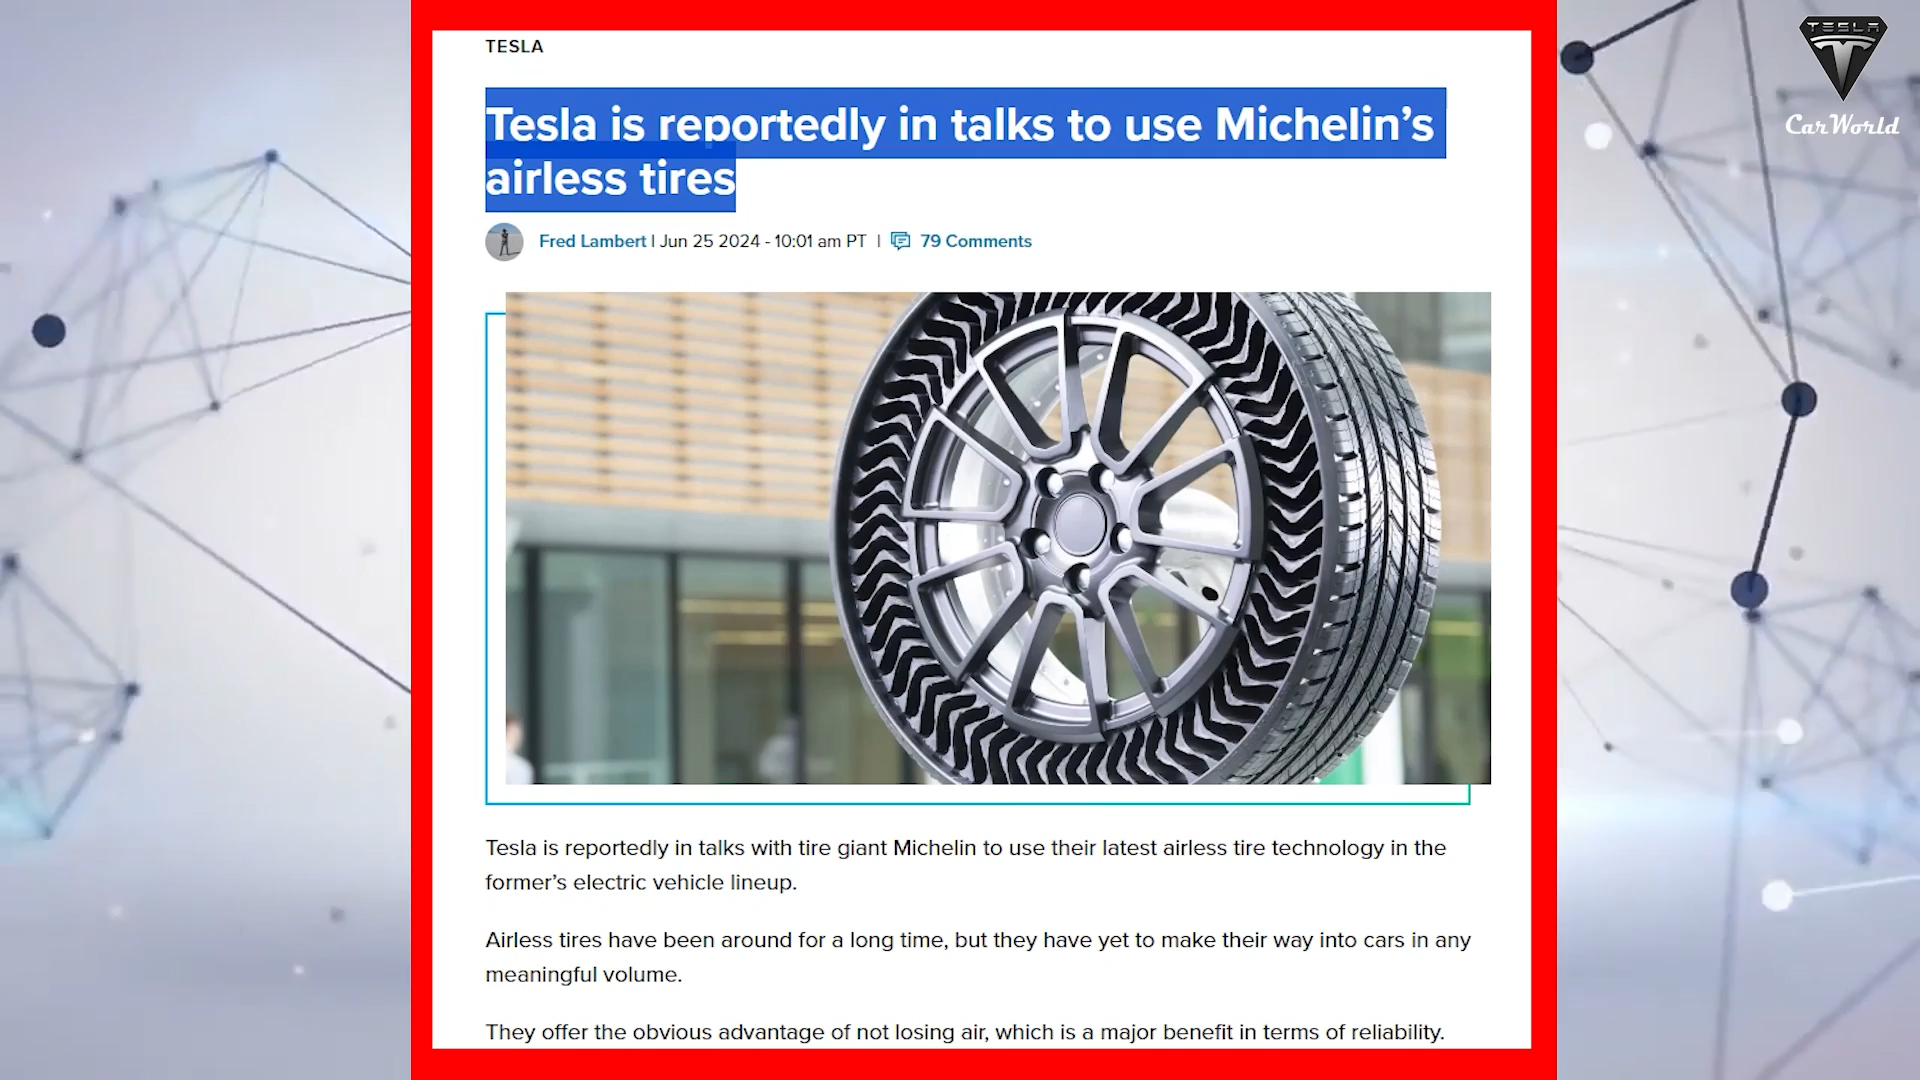 TESLA
Tesla is reportedly in talks to use Michelin’s
airless tires
Fred Lambert | Jun 25 2024 - 10:01 am PT | 79 Comments
Tesla is reportedly in talks with tire giant Michelin to use their latest airless tire technology in the
former’s electric vehicle lineup.
Airless tires have been around for a long time, but they have yet to make their way into cars in any
meaningful volume.
They offer the obvious advantage of not losing air, which is a major benefit in terms of reliability.
TESLA
CarWorld